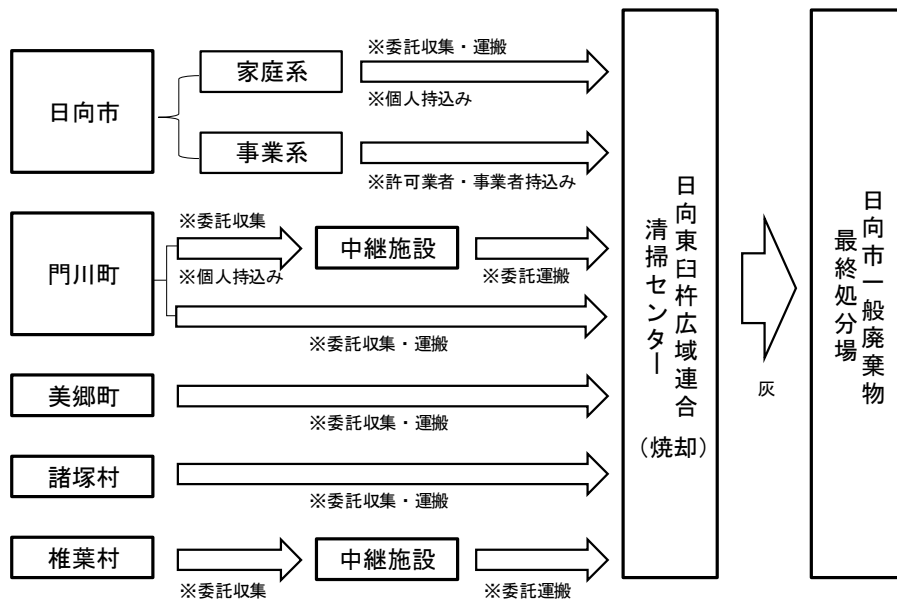 日向市
家庭系
※委託収集・運搬
※個人持込み
事業系
※許可業者・事業者持込み
門川町
※委託収集
※個人持込み
中継施設
※委託運搬
※委託収集・運搬
美郷町
※委託収集・運搬
諸塚村
※委託収集・運搬
椎葉村
※委託収集
中継施設
※委託運搬
日向東臼杵広域連合
清掃センター
（焼却）
灰
日向市一般廃棄物
最終処分場